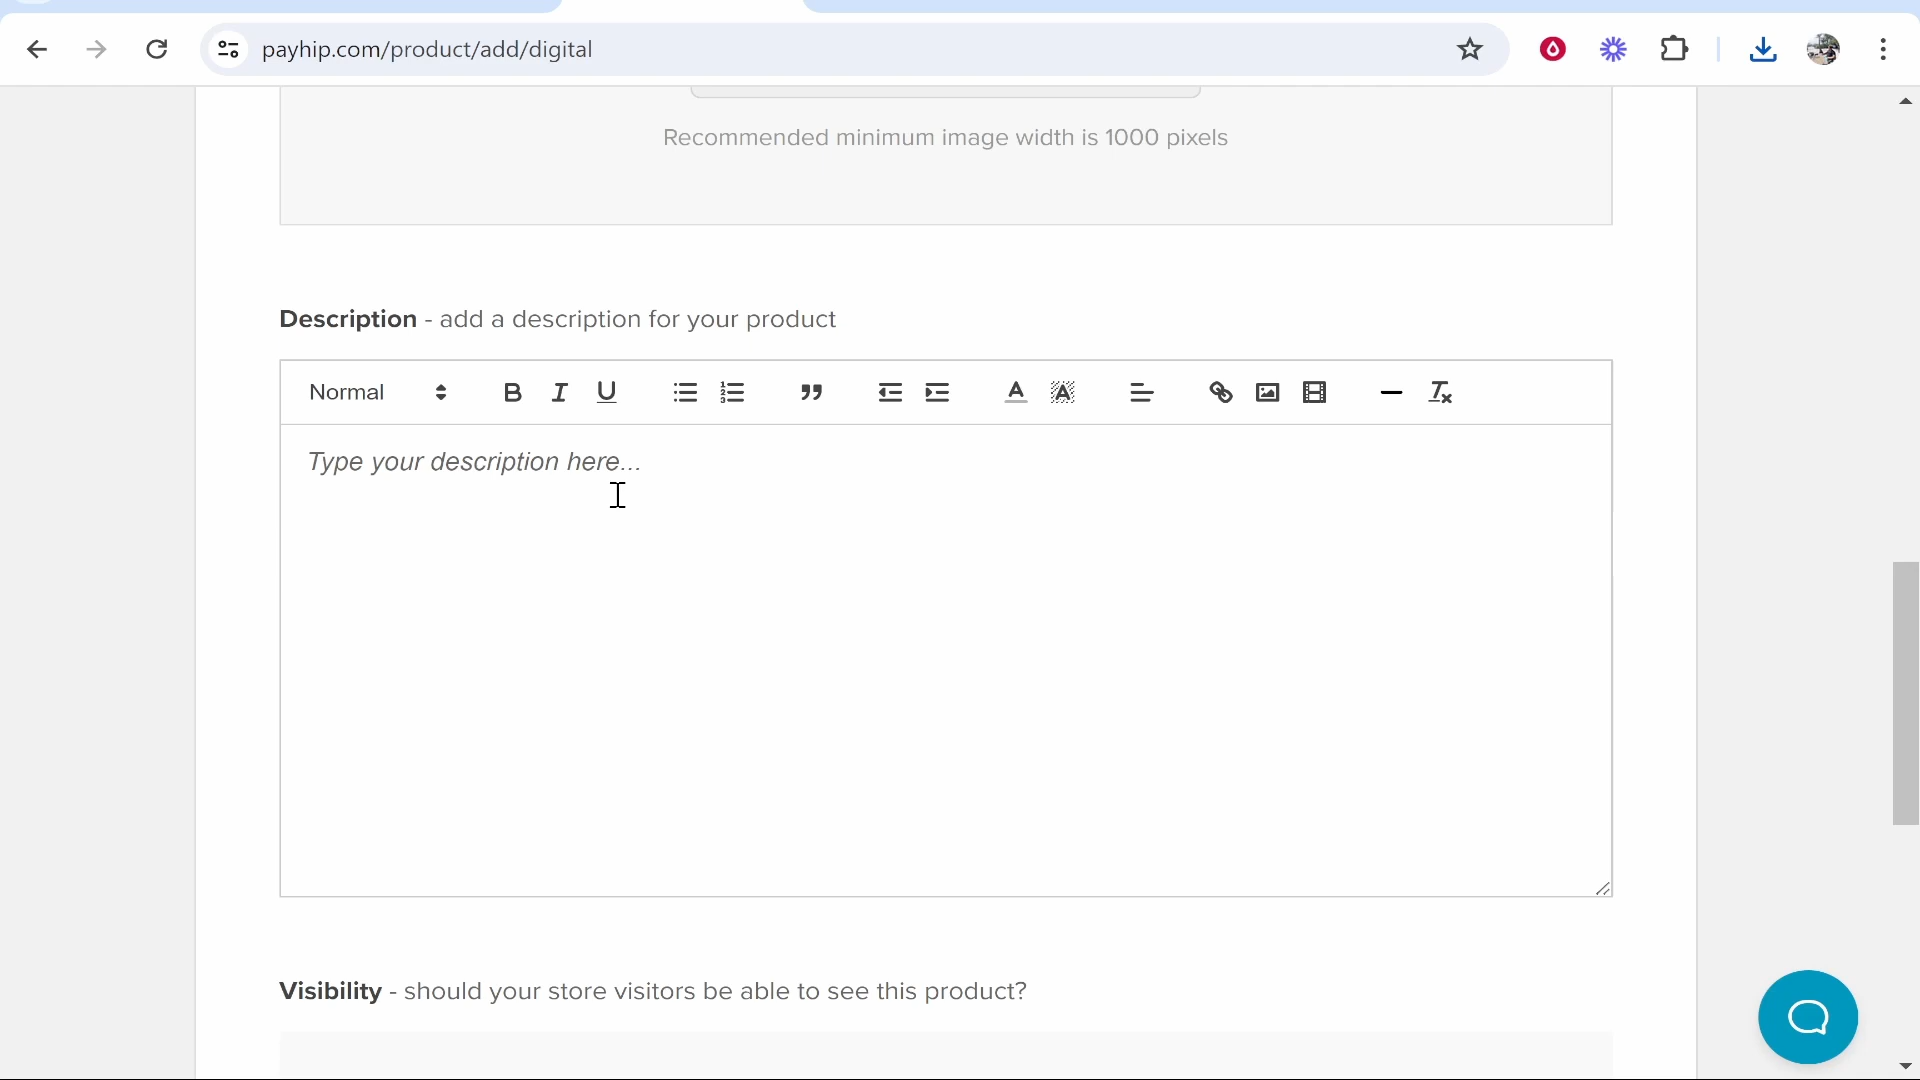 payhip.com/product/add/digital
Recommended minimum image width is 1000 pixels
Description - add a description for your product
Normal
Type your description here...
Visibility - should your store visitors be able to see this product?